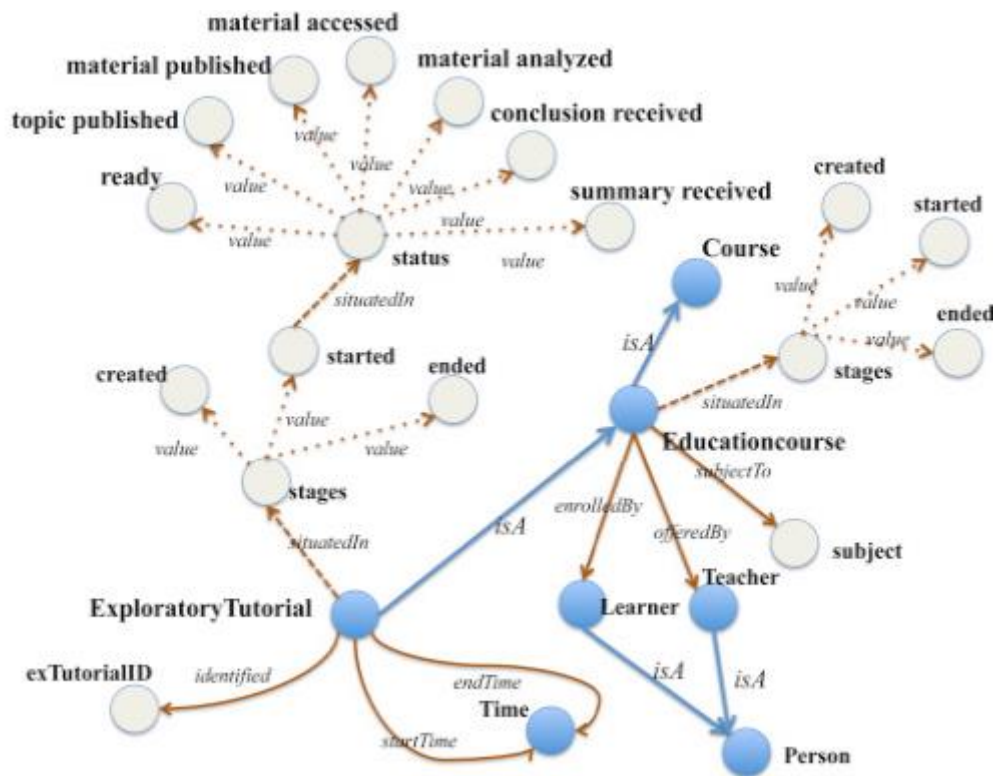 material accessed
material published
material analyzed
topic published
conclusion received
value
created
value
ready
value
value
summary received
started
value
value
Course
status
value
value
value
situatedIn
isA
value
ended
started
created
ended
stages
situatedIn
value
value
value
Educationcourse
subjectTo
stages
enrolledBy
isA
offeredBy
situatedIn
subject
Teacher
ExploratoryTutorial
Learner
exTutorialID
identified
endTime
isA
isA
Time
startTime
Person